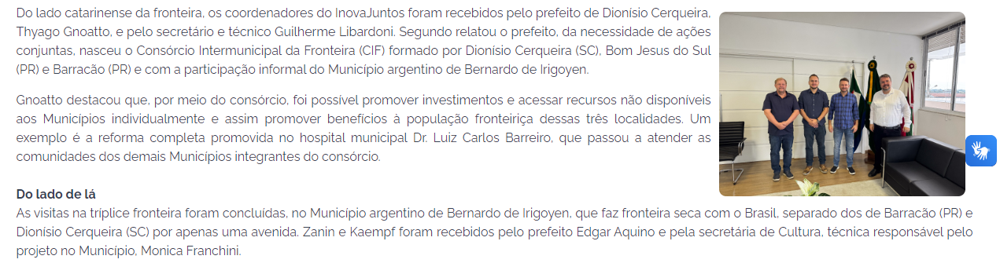 Do lado catarinense da fronteira, os coordenadores do InovaJuntos foram recebidos pelo prefeito de Dionísio Cerqueira,
Thyago Gnoatto, e pelo secretário e técnico Guilherme Libardoni. Segundo relatou o prefeito, da necessidade de ações
conjuntas, nasceu o Consórcio Intermunicipal da Fronteira (CIF) formado por Dionísio Cerqueira (SC), Bom Jesus do Sul
(PR) e Barracão (PR) e com a participação informal do Município argentino de Bernardo de Irigoyen.
Gnoatto destacou que, por meio do consórcio, foi possível promover investimentos e acessar recursos não disponíveis
aos Municípios individualmente e assim promover benefícios à população fronteiriça dessas três localidades. Um
exemplo é a reforma completa promovida no hospital municipal Dr. Luiz Carlos Barreiro, que passou a atender as
comunidades dos demais Municípios integrantes do consórcio.
Do lado de lá
As visitas na tríplice fronteira foram concluídas, no Município argentino de Bernardo de Irigoyen, que faz fronteira seca com o Brasil, separado dos de Barracão (PR) e
Dionísio Cerqueira (SC) por apenas uma avenida. Zanin e Kaempf foram recebidos pelo prefeito Edgar Aquino e pela secretária de Cultura, técnica responsável pelo
projeto no Município, Monica Franchini.